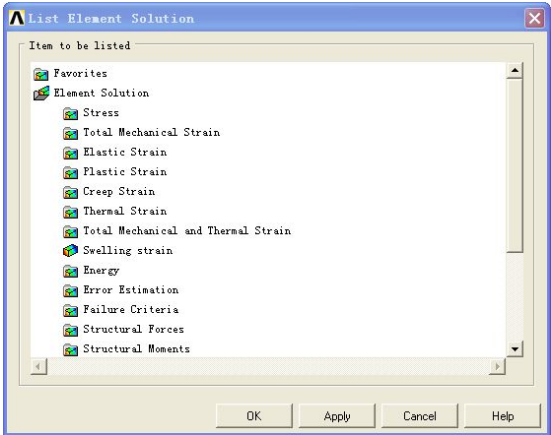 List Element Solution
Item to be listed
Favorites
Element Solution
Stress
Total Mechanical Strain
Elastic Strain
Plastic Strain
Creep Strain
Thermal Strain
Total Mechanical and Thermal Strain
Swelling strain
Energy
Error Estimation
Failure Criteria
Structural Forces
Structural Moments
OK Apply Cancel Help